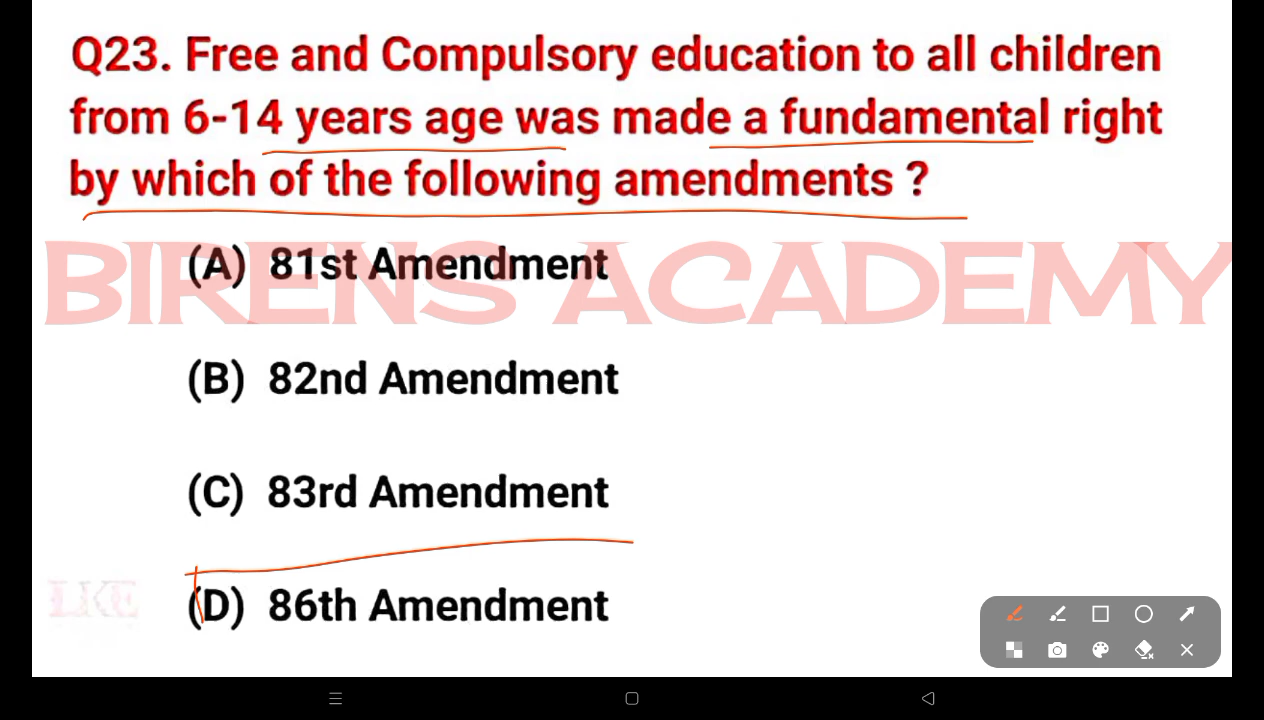 Q23. Free and Compulsory education to all children
from 6-14 years age was made a fundamental right
by which of the following amendments ?
BIRENS ACADEMY
(A) 81st Amendment
(B) 82nd Amendment
(C) 83rd Amendment
LKE
(D) 86th Amendment